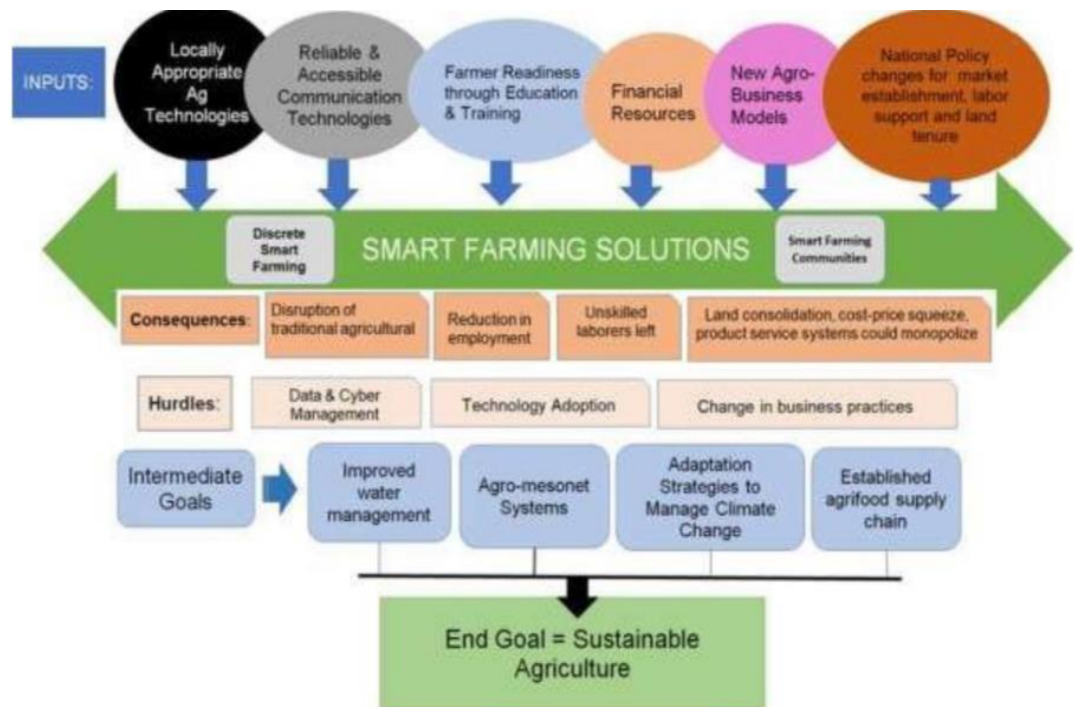 INPUTS:
Locally
Appropriate
Ag
Technologies
Reliable &
Accessible
Communication
Technologies
Farmer Readiness
through Education
& Training
Financial
Resources
New Agro-
Business
Models
National Policy
changes for market
establishment, labor
support and land
tenure
Discrete
Smart
Farming
SMART FARMING SOLUTIONS
Smart Farming
Communities
Consequences:
Disruption of
traditional agricultural
Reduction in
employment
Unskilled
laborers left
Land consolidation, cost-price squeeze,
product service systems could monopolize
Hurdles:
Data & Cyber
Management
Technology Adoption
Change in business practices
Intermediate
Goals
Improved
water
management
Agro-mesonet
Systems
Adaptation
Strategies to
Manage Climate
Change
Established
agrifood supply
chain
End Goal = Sustainable
Agriculture